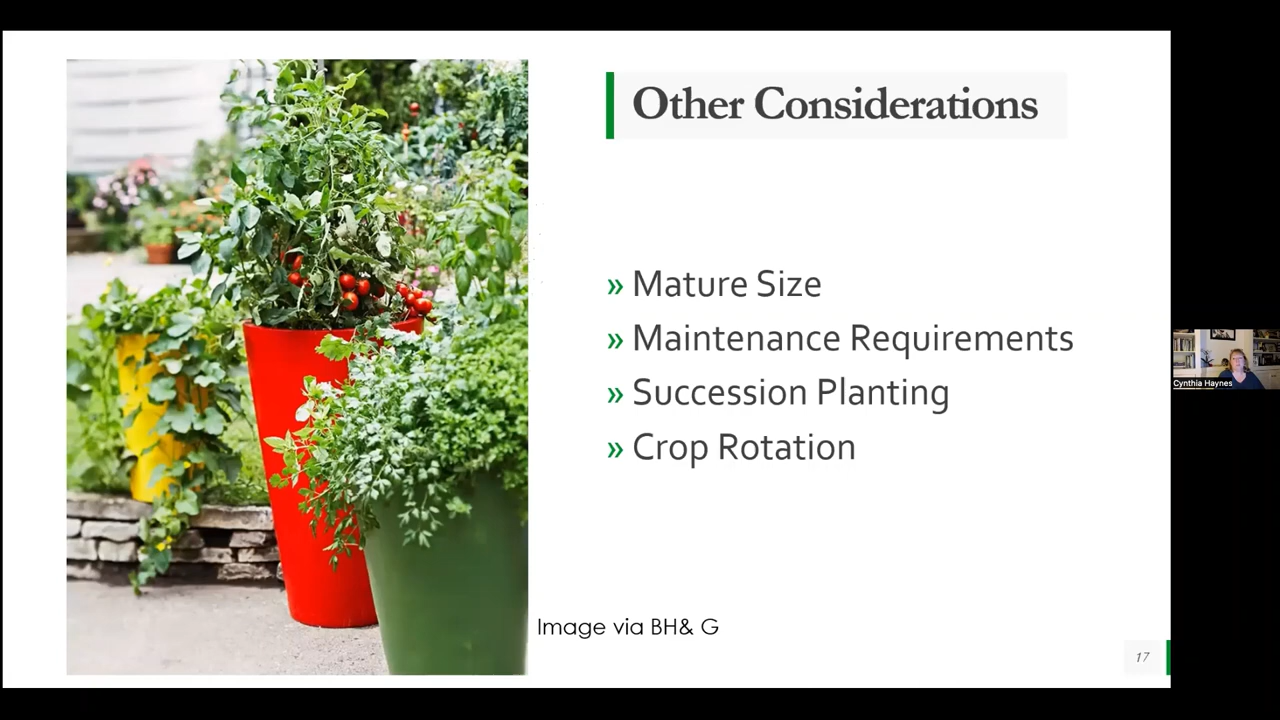 Other Considerations
» Mature Size
» Maintenance Requirements
» Succession Planting
» Crop Rotation
Image via BH& G
17
Cynthia Haynes